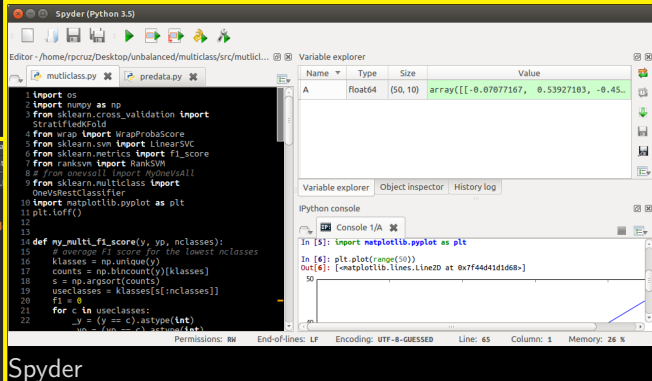 Spyder (Python 3.5)
Editor - /home/rpcruz/Desktop/unbalanced/multiclass/src/mutlicl...
mutliclass.py
predata.py
1 import os
2 import numpy as np
3 from sklearn.cross_validation import
StratifiedKFold
4 from wrap import WrapProbaScore
5 from sklearn.svm import LinearSVC
6 from sklearn.metrics import f1_score
7 from ranksvm import RankSVM
8 # from onevsall import MyOneVsAll
9 from sklearn.multiclass import
OneVsRestClassifier
10 import matplotlib.pyplot as plt
11 plt.ioff()
12
13
14 def my_multi_f1_score(y, yp, nclasses):
15 # average F1 score for the lowest nclasses
16 klasses = np.unique(y)
17 counts = np.bincount(y)[klasses]
18 s = np.argsort(counts)
19 useclasses = klasses[s[:nclasses]]
20 f1 = 0
21 for c in useclasses:
22 _y = (y == c).astype(int)
_yp = (yp == c).astype(int)
Variable explorer
Name Type Size Value
A float64 (50, 10) array([[-0.07077167, 0.53927103, -0.45...
Variable explorer Object inspector History log
IPython console
Console 1/A
In [5]: import matplotlib.pyplot as plt
In [6]: plt.plot(range(50))
Out[6]: [<matplotlib.lines.Line2D at 0x7f44d41d1d68>]
50
40
Permissions: RW End-of-lines: LF Encoding: UTF-8-GUESSED Line: 65 Column: 1 Memory: 26 %
Spyder